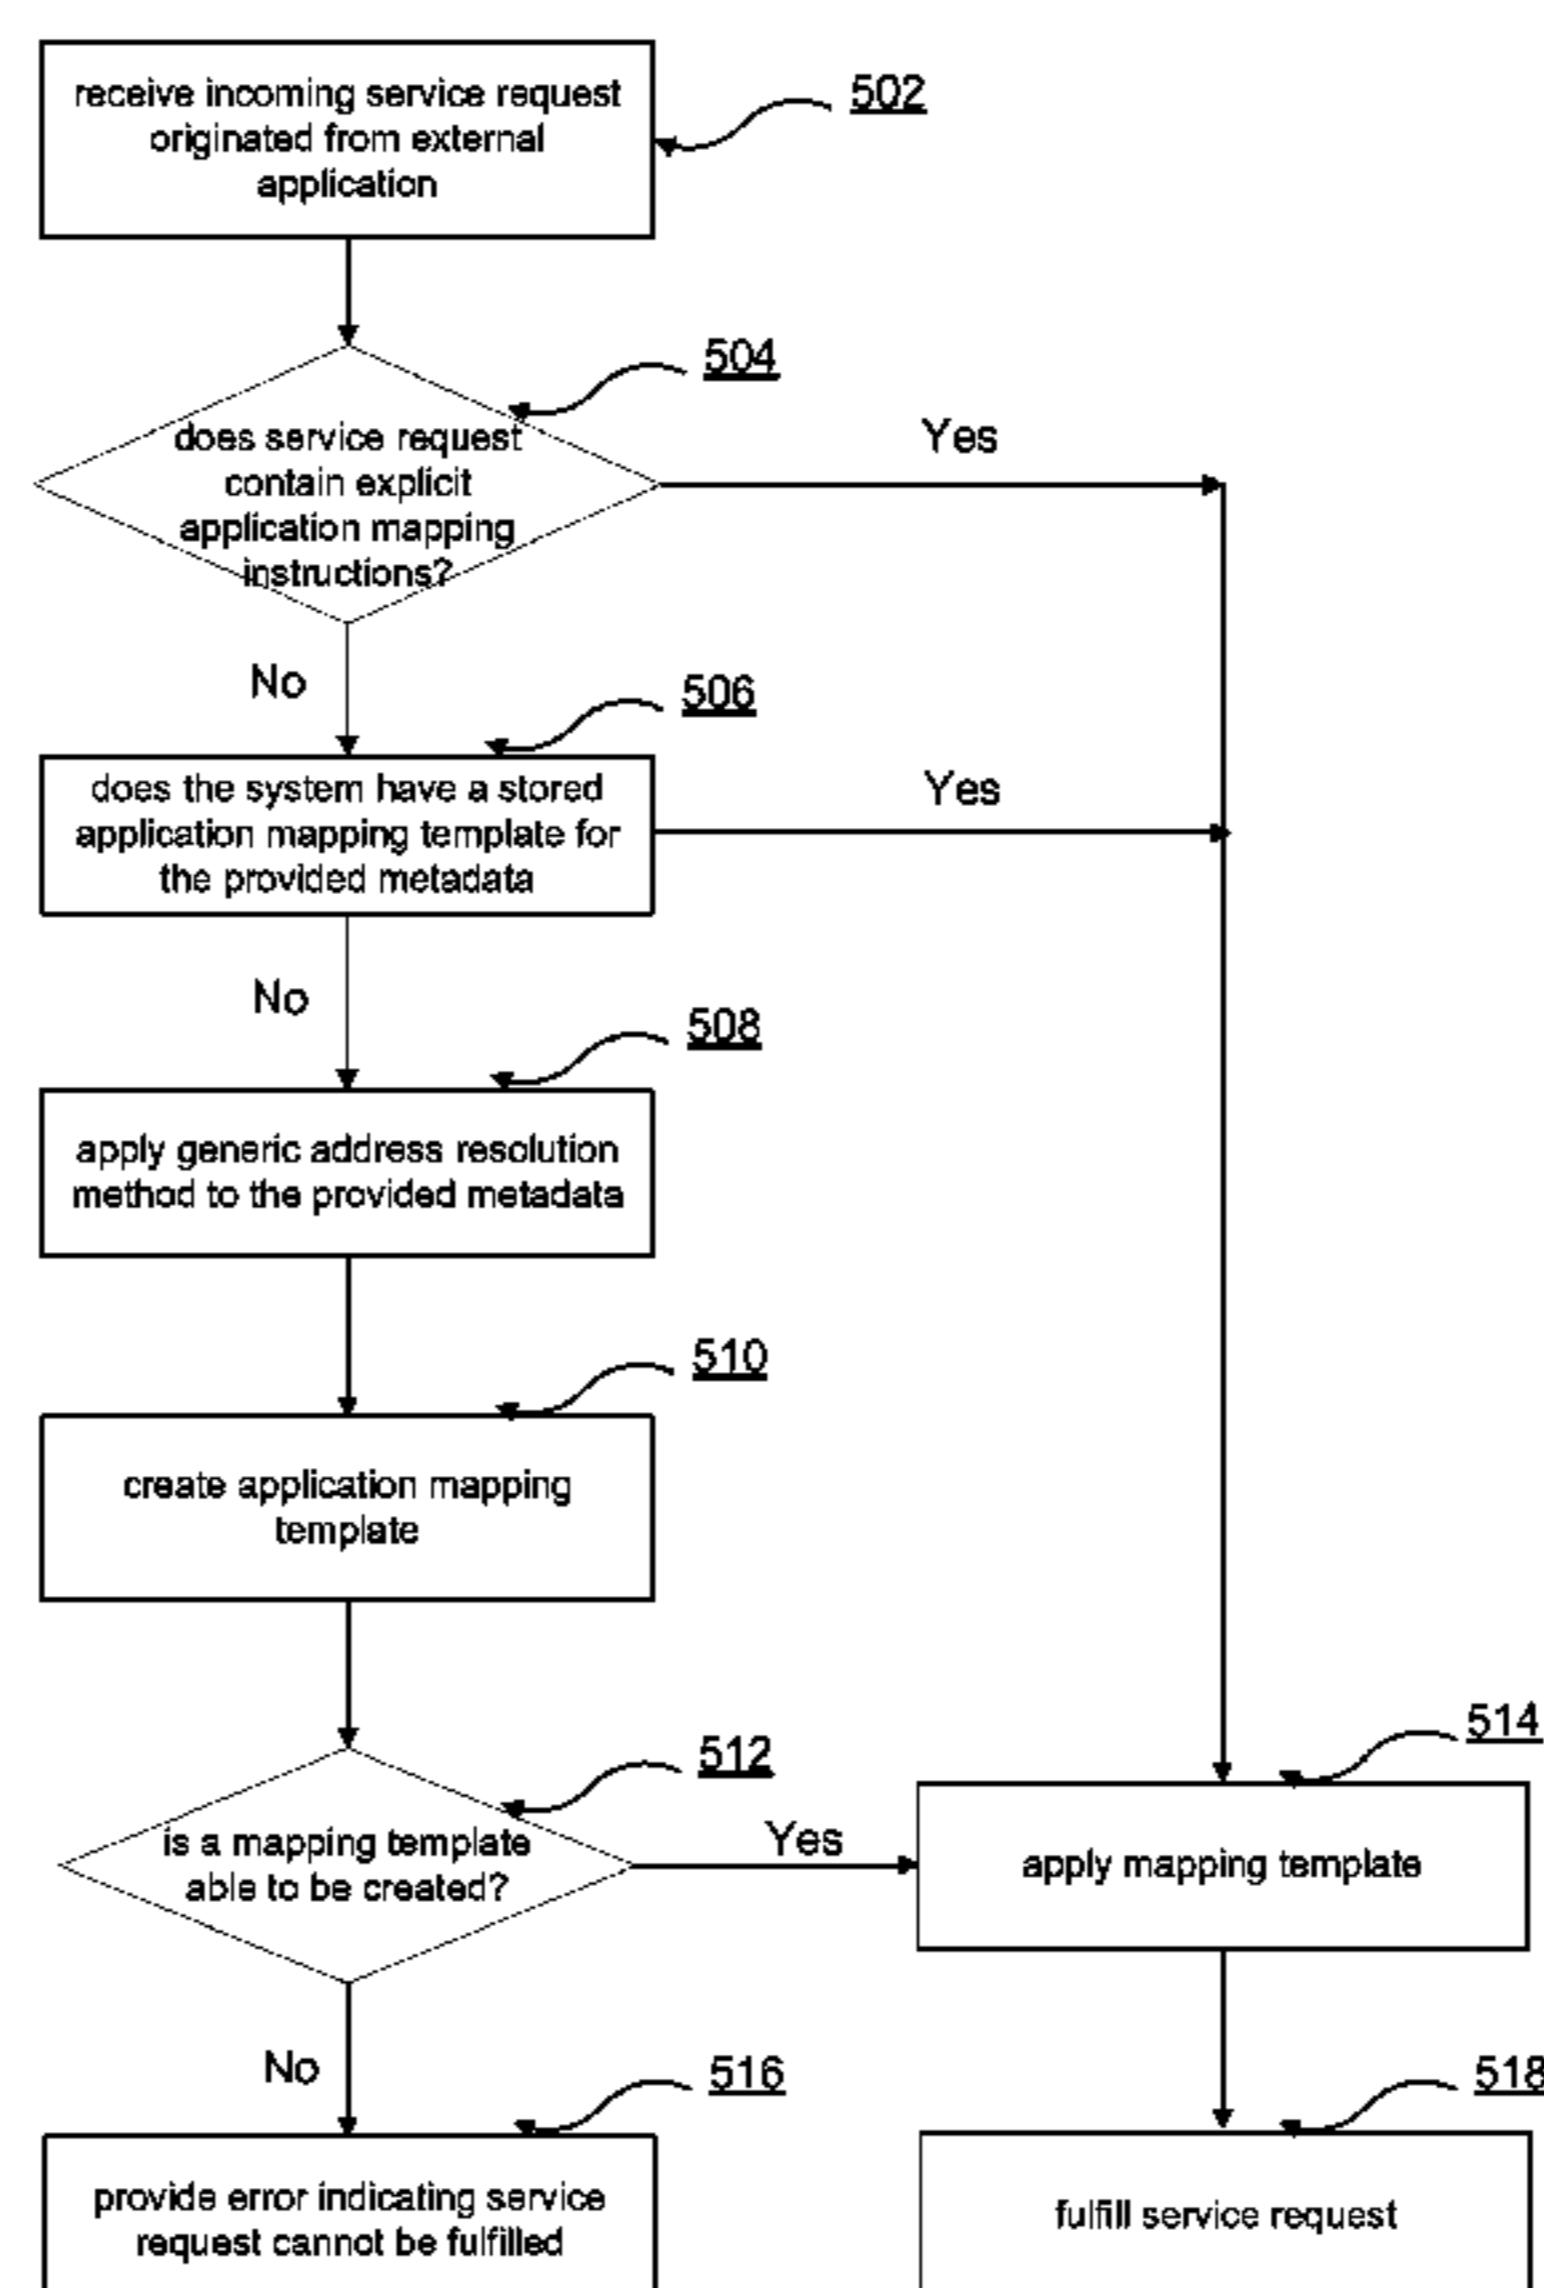 receive incoming service request
originated from external
application
502
504
does service request
contain explicit
application mapping
instructions?
Yes
No
506
does the system have a stored
application mapping template for
the provided metadata
Yes
No
508
apply generic address resolution
method to the provided metadata
510
create application mapping
template
512
is a mapping template
able to be created?
Yes
514
apply mapping template
No
516
provide error indicating service
request cannot be fulfilled
518
fulfill service request